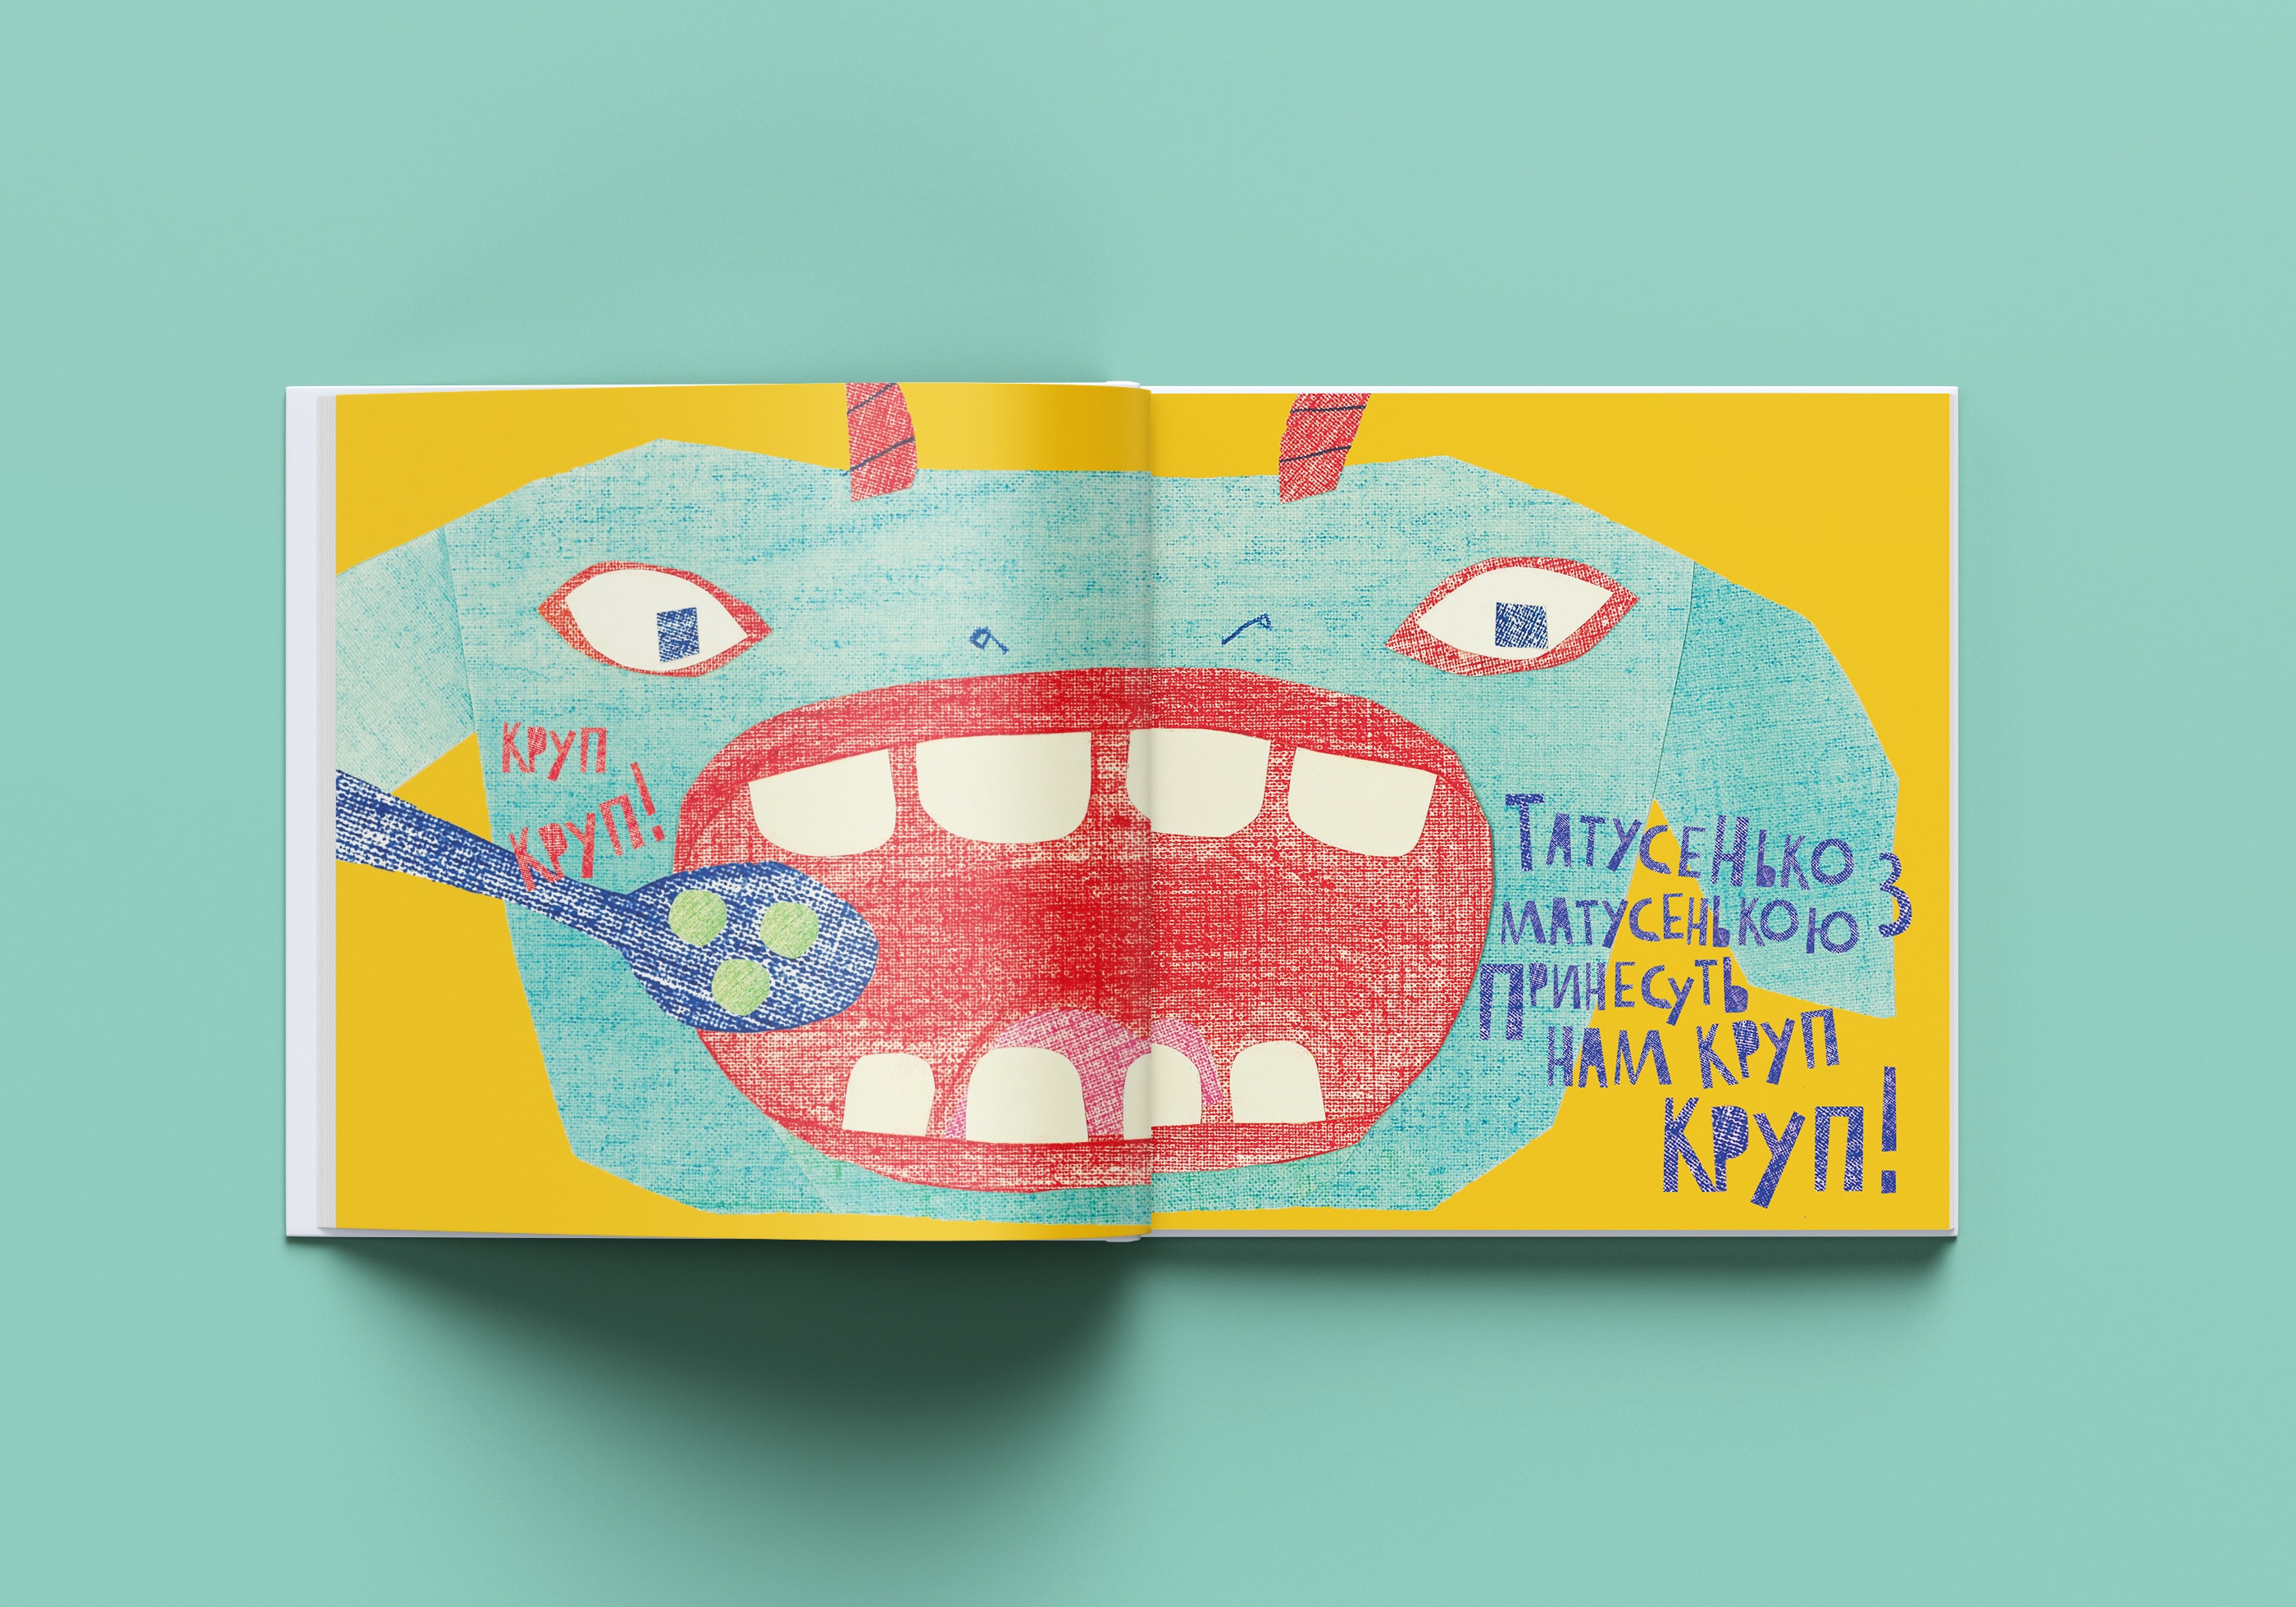 КРУП
КРУП!
ТАТУСЕНЬКО З
МАТУСЕНЬКОЮ
ПРИНЕСУТЬ
НАМ КРУП
КРУП!